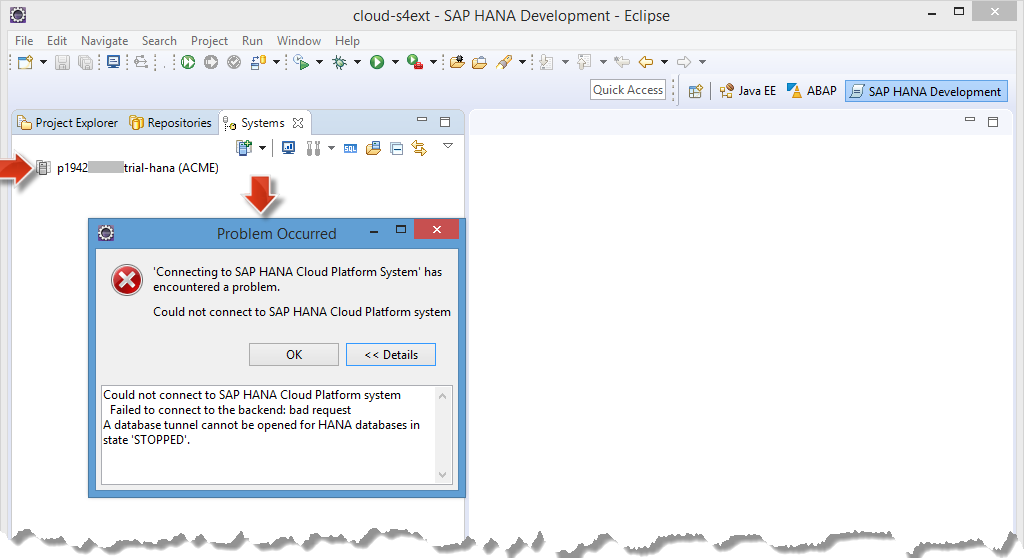 cloud-s4ext - SAP HANA Development - Eclipse
File Edit Navigate Search Project Run Window Help
Quick Access
Java EE
ABAP
SAP HANA Development
Project Explorer
Repositories
Systems
SQL
p1942 trial-hana (ACME)
Problem Occurred
'Connecting to SAP HANA Cloud Platform System' has
encountered a problem.
Could not connect to SAP HANA Cloud Platform system
OK
<< Details
Could not connect to SAP HANA Cloud Platform system
Failed to connect to the backend: bad request
A database tunnel cannot be opened for HANA databases in
state 'STOPPED'.